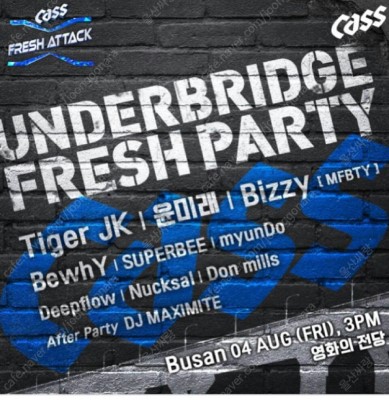 Cass
Cass
FRESH ATTACK
UNDERBRIDGE
FRESH PARTY
Tiger JK | 윤미래 | Bizzy [ MFBTY ]
BewhY | SUPERBEE | myunDo
Deepflow | Nucksal | Don mills
After Party DJ MAXIMITE
Busan 04 AUG.(FRI), 3PM
영화의 전당
Cass